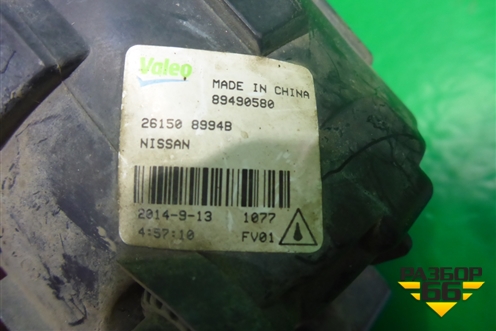 Valeo
MADE IN CHINA
89490580
26150 8994B
NISSAN
2014-9-13 1077
4:57:10 FV01
РАЗБОР
66